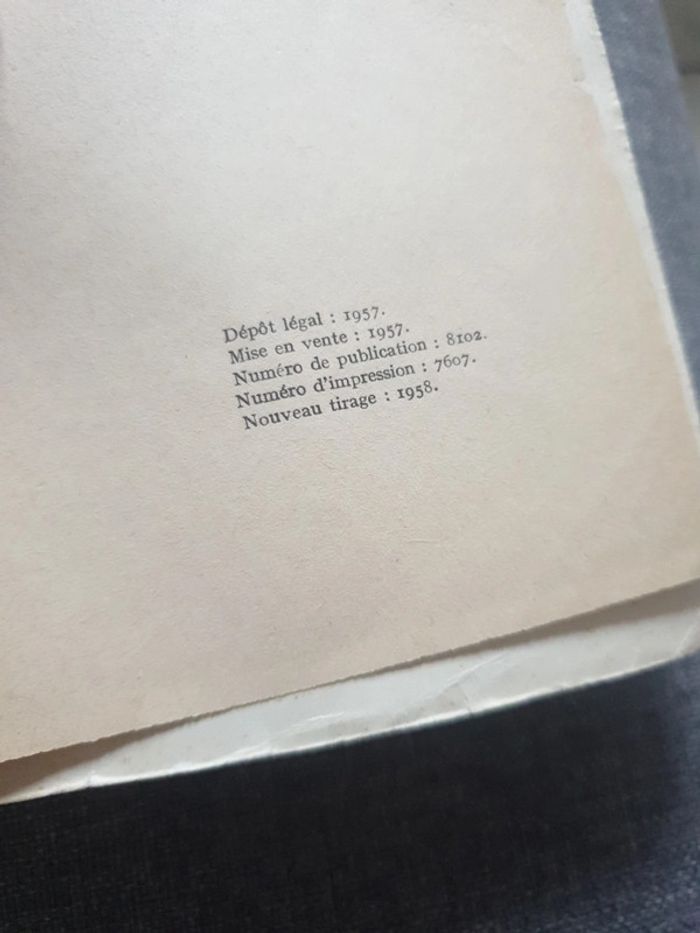 Dépôt légal : 1957.
Mise en vente : 1957.
Numéro de publication : 8102.
Numéro d'impression : 7607.
Nouveau tirage : 1958.